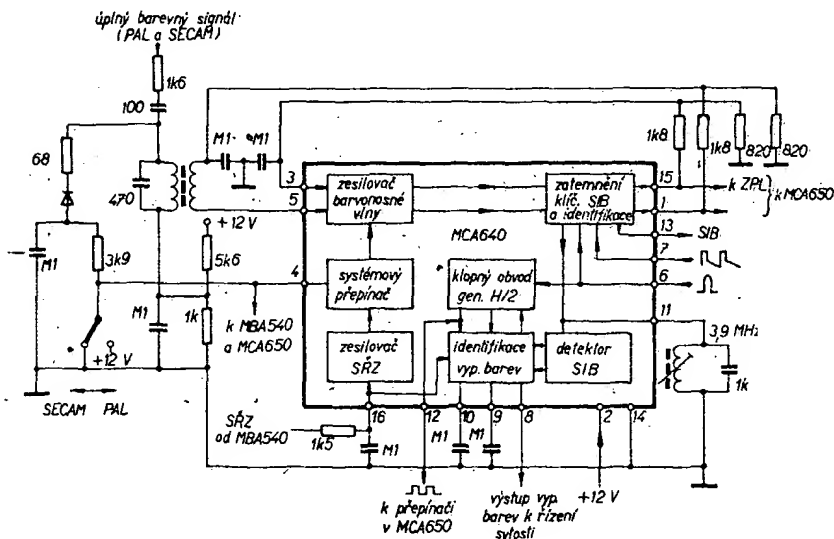 úplný barevný signál
(PAL a SECAM)
1k6
100
68
470
M1
M1
3
5
+12 V
5k6
M1
3k9
4
M1
1k
k MBA540
a MCA650
+12 V
SECAM
PAL
SŘZ
od MBA540
1k5
M1
zesilovač
barvonosné
vlny
MCA640
zatemnění
klíč. SIB
a identifikace
systémový
přepínač
klopný obvod
gen. H/2
zesilovač
SŘZ
identifikace
vyp. barev
detektor
SIB
16
12
10
9
8
2
14
M1
M1
k přepínači
v MCA650
výstup vyp.
barev k řízení
sytosti
+12 V
1k8
1k8
820
820
15
k ZPL
k MCA650
1
13
SIB
7
6
11
3,9 MHz
1k